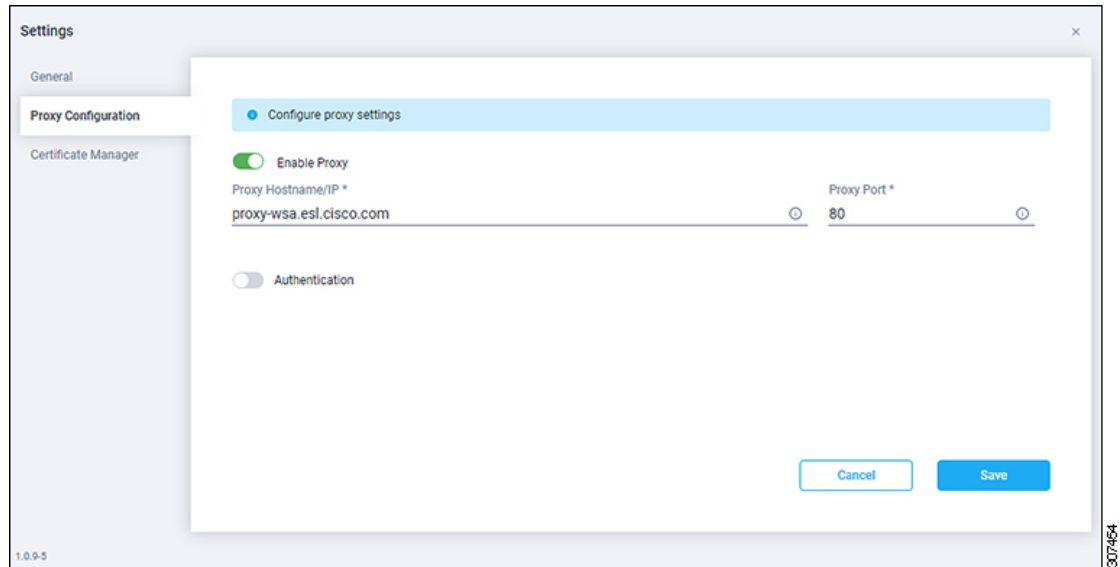 Settings
General
Proxy Configuration
Certificate Manager
Configure proxy settings
Enable Proxy
Proxy Hostname/IP *
Proxy Port *
proxy-wsa.esl.cisco.com
80
Authentication
Cancel
Save
1.0.9-5
307464